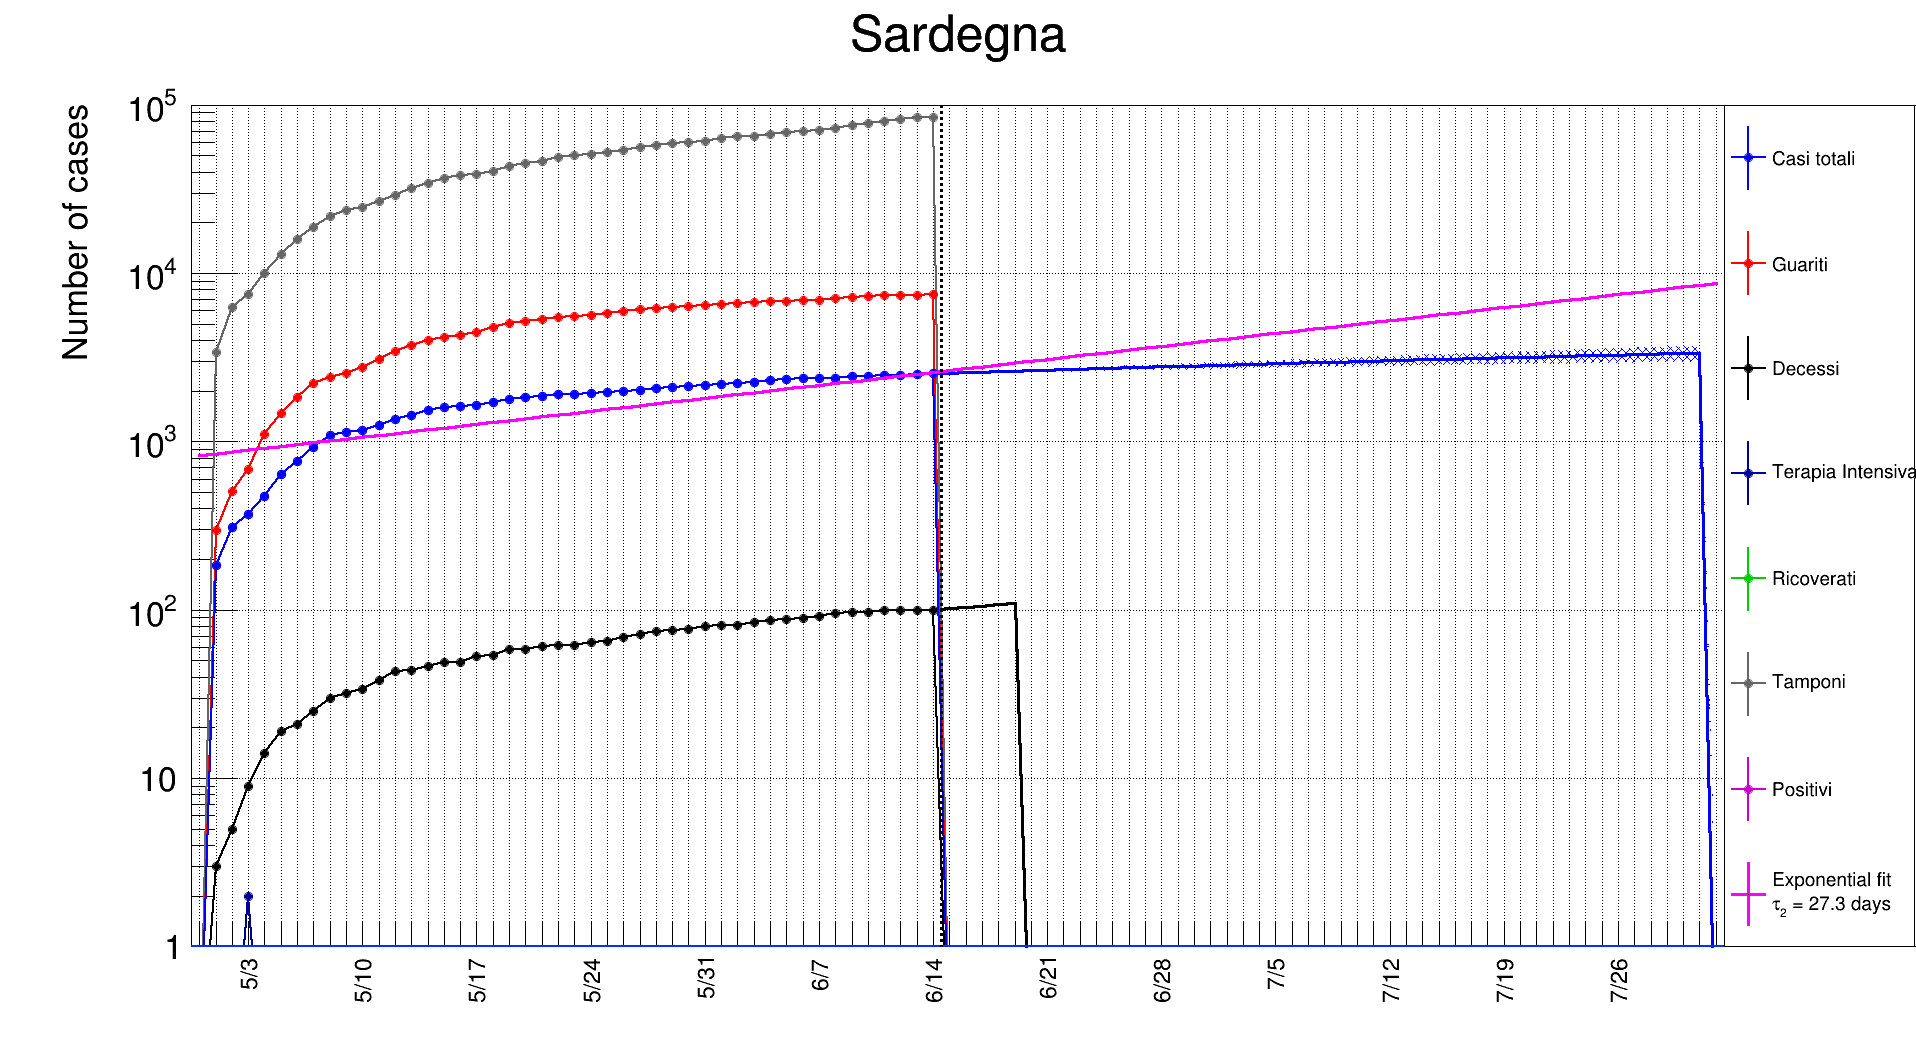 Sardegna
Number of cases
10^5
10^4
10^3
10^2
10
1
5/3
5/10
5/17
5/24
5/31
6/7
6/14
6/21
6/28
7/5
7/12
7/19
7/26
Casi totali
Guariti
Decessi
Terapia Intensiva
Ricoverati
Tamponi
Positivi
Exponential fit
τ_2 = 27.3 days